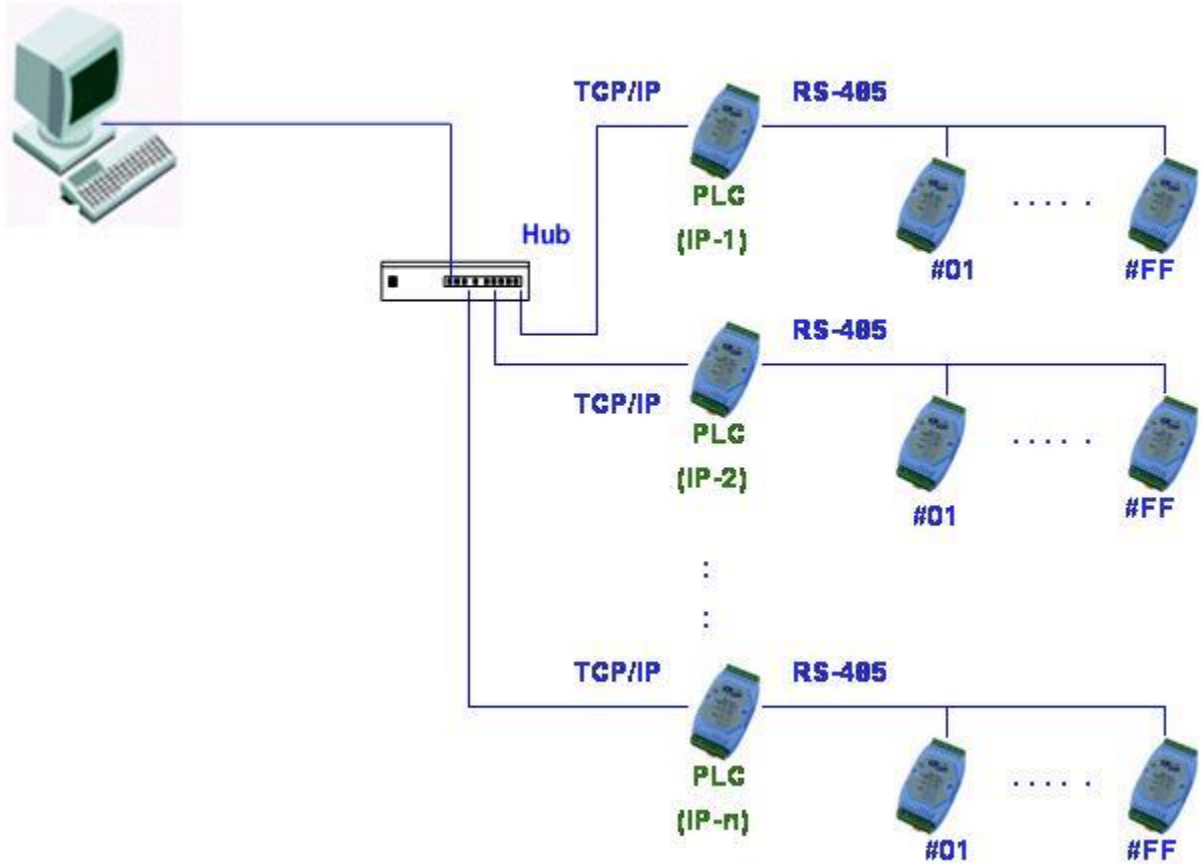 TCP/IP
RS-485
PLC
(IP-1)
Hub
#01
. . . . .
#FF
RS-485
TCP/IP
PLC
(IP-2)
#01
. . . . .
#FF
:
:
TCP/IP
RS-485
PLC
(IP-n)
#01
. . . . .
#FF